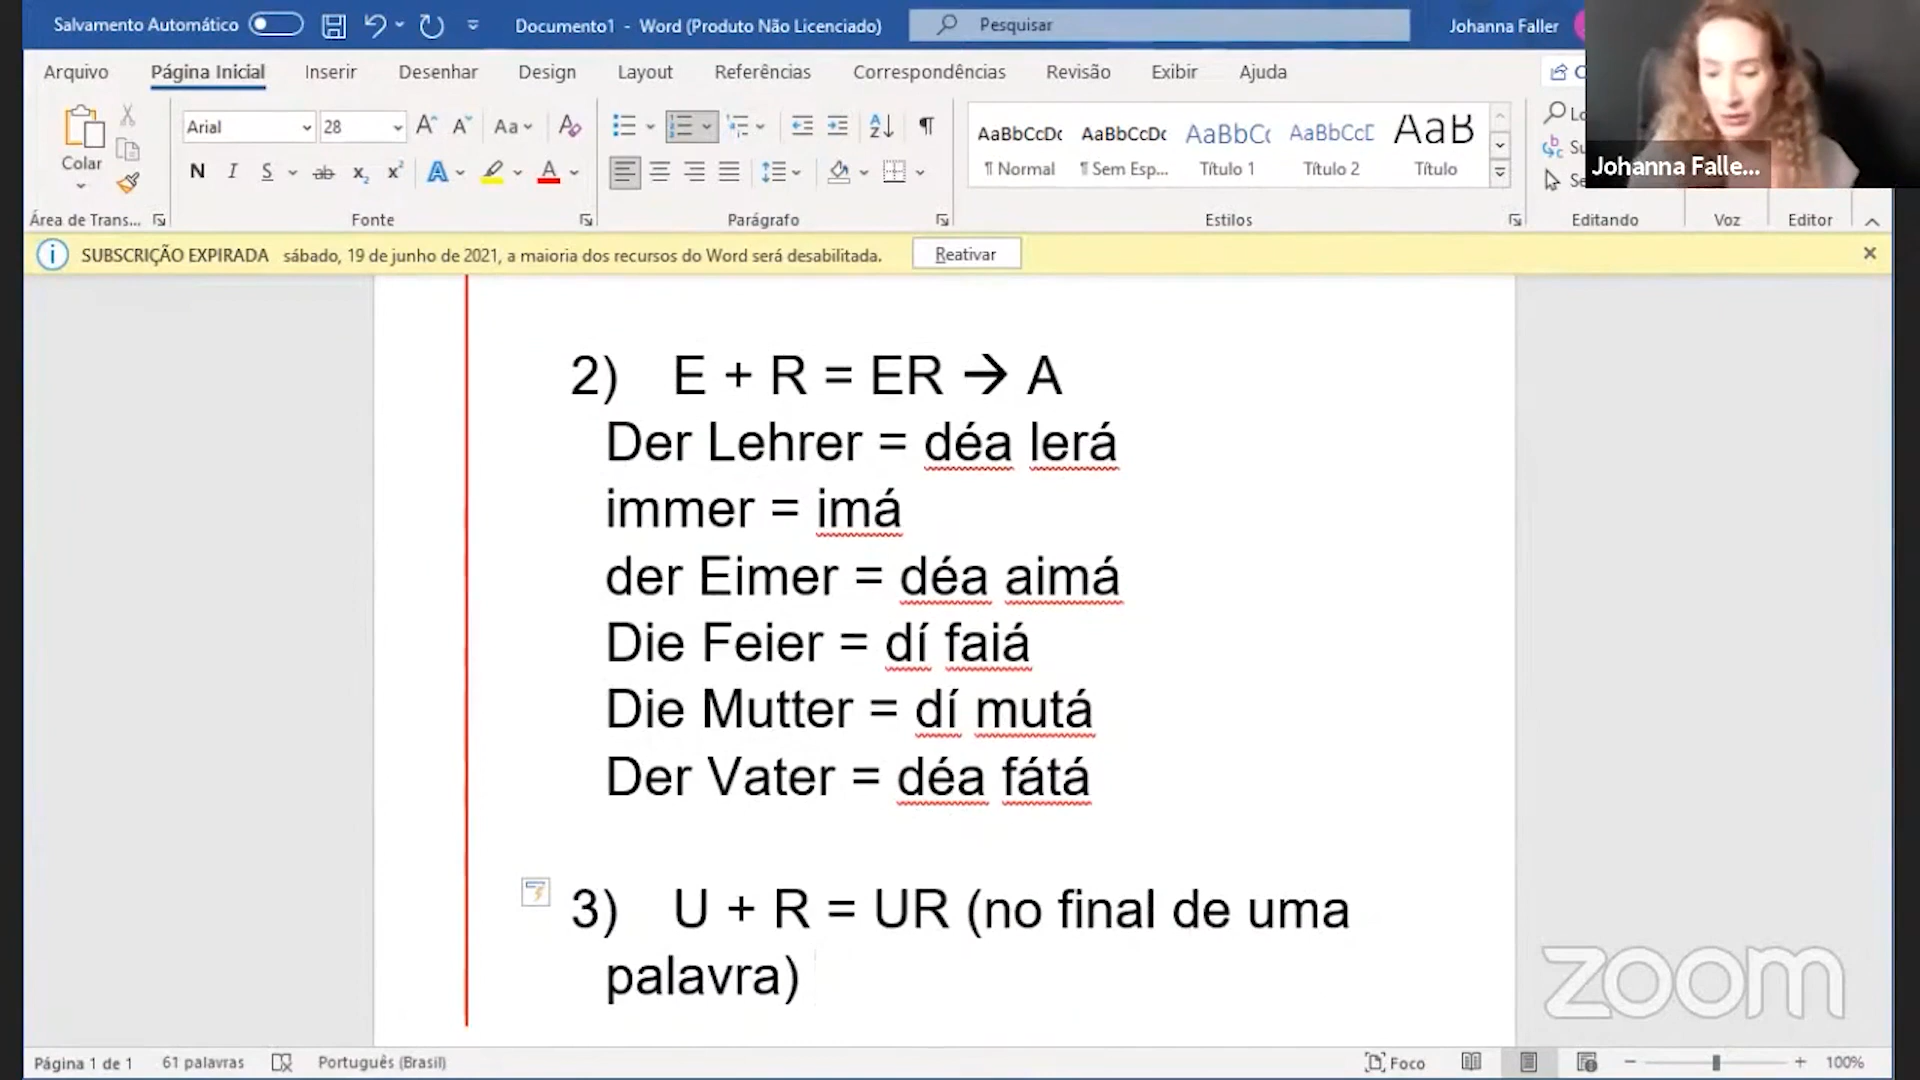 Salvamento Automático
Documento1 - Word (Produto Não Licenciado)
Pesquisar
Johanna Faller
Arquivo Página Inicial Inserir Desenhar Design Layout Referências Correspondências Revisão Exibir Ajuda
Colar
Arial 28
AaBbCcDc AaBbCcDc AaBbC AaBbCcD AaB
¶ Normal ¶ Sem Esp... Título 1 Título 2 Título
Johanna Falle...
Área de Trans... Fonte Parágrafo Estilos Editando Voz Editor
SUBSCRIÇÃO EXPIRADA sábado, 19 de junho de 2021, a maioria dos recursos do Word será desabilitada. Reativar
2) E + R = ER → A
Der Lehrer = déa lerá
immer = imá
der Eimer = déa aimá
Die Feier = dí faiá
Die Mutter = dí mutá
Der Vater = déa fátá
3) U + R = UR (no final de uma
palavra)
zoom
Página 1 de 1 61 palavras Português (Brasil) Foco 100%